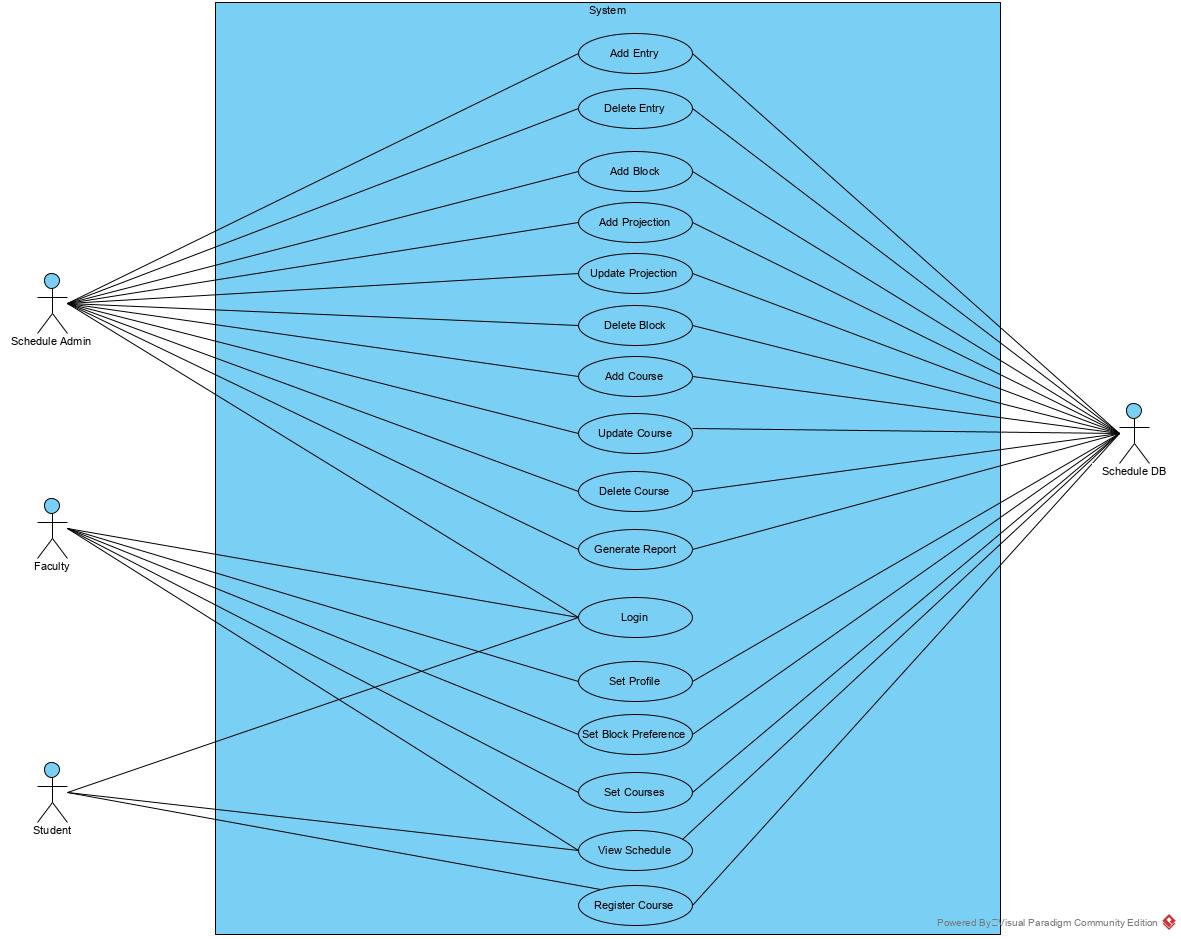 System
Add Entry
Delete Entry
Add Block
Add Projection
Update Projection
Delete Block
Schedule Admin
Add Course
Update Course
Schedule DB
Delete Course
Generate Report
Faculty
Login
Set Profile
Set Block Preference
Set Courses
Student
View Schedule
Register Course
Powered By Visual Paradigm Community Edition